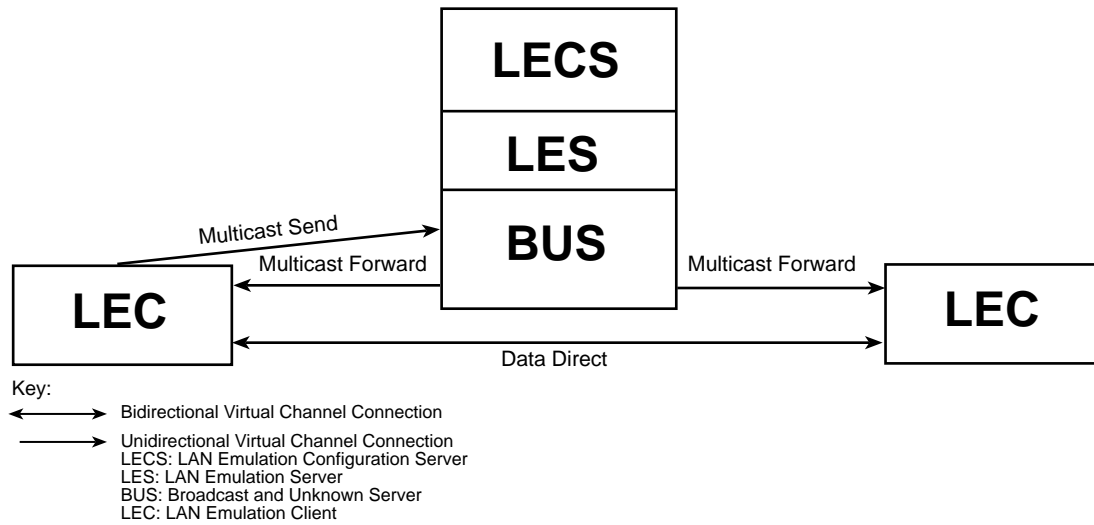 LECS
LES
BUS
Multicast Send
Multicast Forward
Multicast Forward
LEC
LEC
Data Direct
Key:
Bidirectional Virtual Channel Connection
Unidirectional Virtual Channel Connection
LECS: LAN Emulation Configuration Server
LES: LAN Emulation Server
BUS: Broadcast and Unknown Server
LEC: LAN Emulation Client